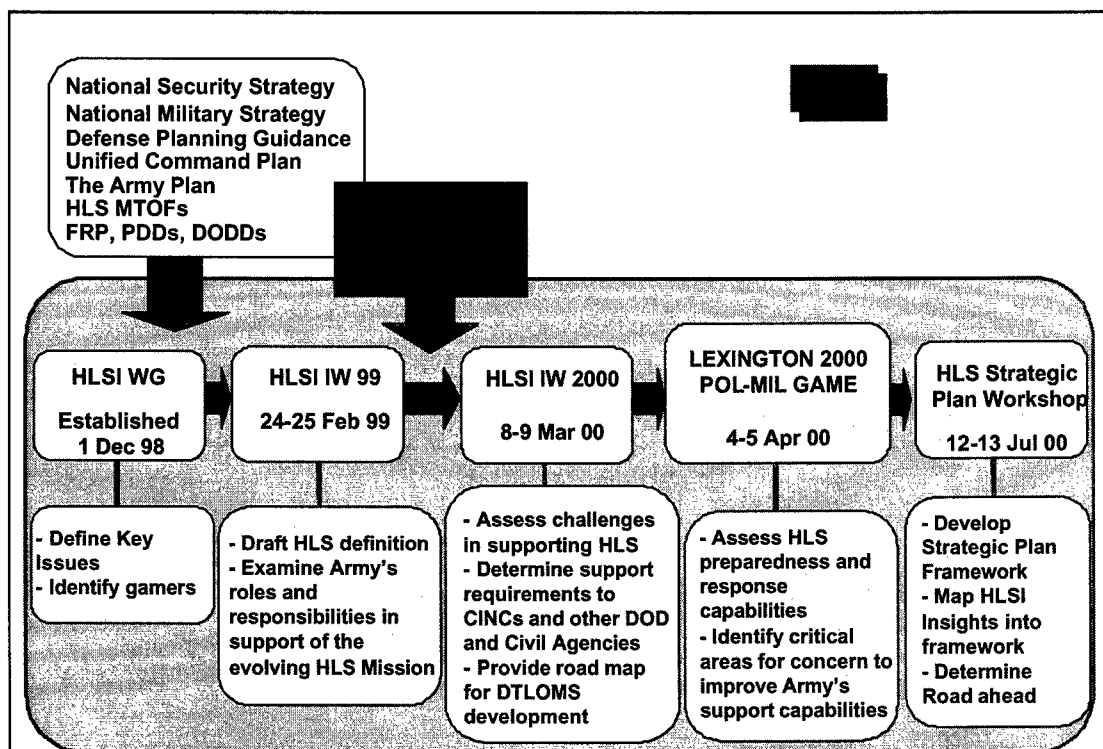 National Security Strategy
National Military Strategy
Defense Planning Guidance
Unified Command Plan
The Army Plan
HLS MTOFs
FRP, PDDs, DODDs
HLSI WG
Established
1 Dec 98
HLSI IW 99
24-25 Feb 99
HLSI IW 2000
8-9 Mar 00
LEXINGTON 2000
POL-MIL GAME
4-5 Apr 00
HLS Strategic
Plan Workshop
12-13 Jul 00
- Define Key
Issues
- Identify gamers
- Draft HLS definition
- Examine Army's
roles and
responsibilities in
support of the
evolving HLS Mission
- Assess challenges
in supporting HLS
- Determine support
requirements to
CINCs and other DOD
and Civil Agencies
- Provide road map
for DTLOMS
development
- Assess HLS
preparedness and
response
capabilities
- Identify critical
areas for concern to
improve Army's
support capabilities
- Develop
Strategic Plan
Framework
- Map HLSI
Insights into
framework
- Determine
Road ahead